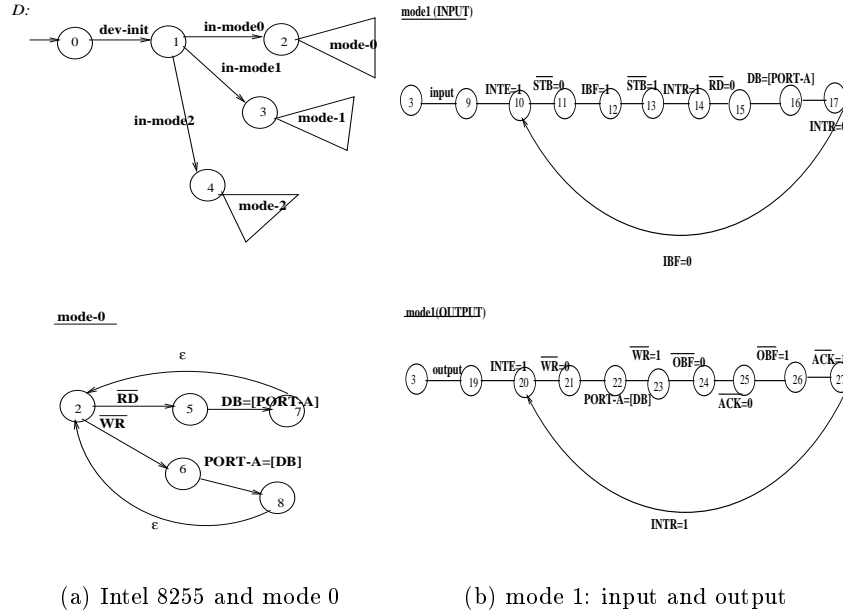 D:
dev-init
in-mode0
in-mode1
in-mode2
0
1
2
3
4
mode-0
mode-1
mode-2
mode-0
ε
RD
DB=[PORT-A]
WR
PORT-A=[DB]
ε
2
5
7
6
8
(a) Intel 8255 and mode 0
mode1 (INPUT)
input
INTE=1
STB=0
IBF=1
STB=1
INTR=1
RD=0
DB=[PORT-A]
3
9
10
11
12
13
14
15
16
17
INTR=0
IBF=0
mode1(OUTPUT)
output
INTE=1
WR=0
PORT-A=[DB]
WR=1
OBF=0
ACK=0
OBF=1
3
19
20
21
22
23
24
25
26
27
INTR=1
(b) mode 1: input and output